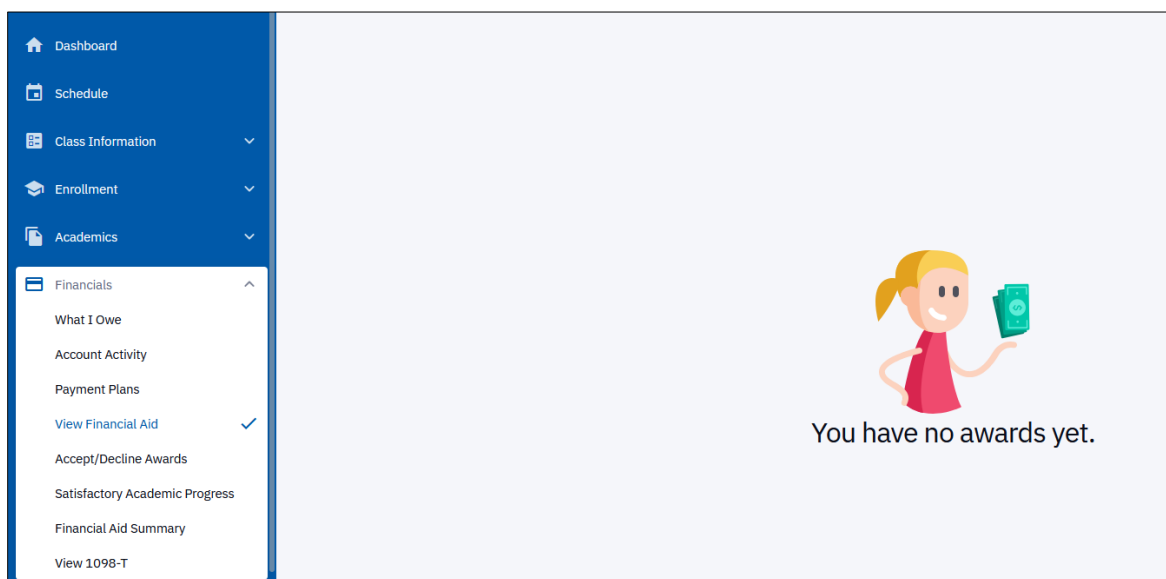 Dashboard
Schedule
Class Information
Enrollment
Academics
Financials
What I Owe
Account Activity
Payment Plans
View Financial Aid
Accept/Decline Awards
Satisfactory Academic Progress
Financial Aid Summary
View 1098-T
You have no awards yet.